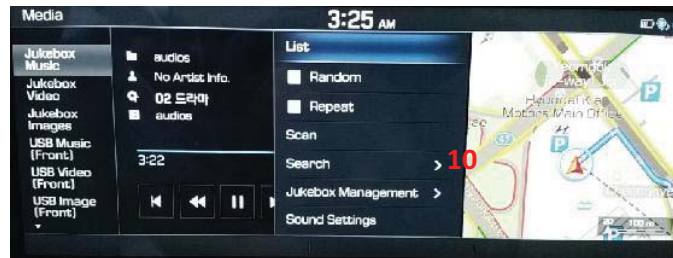 Media
3:25 AM
Jukebox
Music
Jukebox
Video
Jukebox
Images
USB Music
(Front)
USB Video
(Front)
USB Image
(Front)
audios
No Artist Info.
02 드라마
audios
3:22
List
Random
Repeat
Scan
Search
10
Jukebox Management
Sound Settings
Motors Main Office
P
P
43
100 m